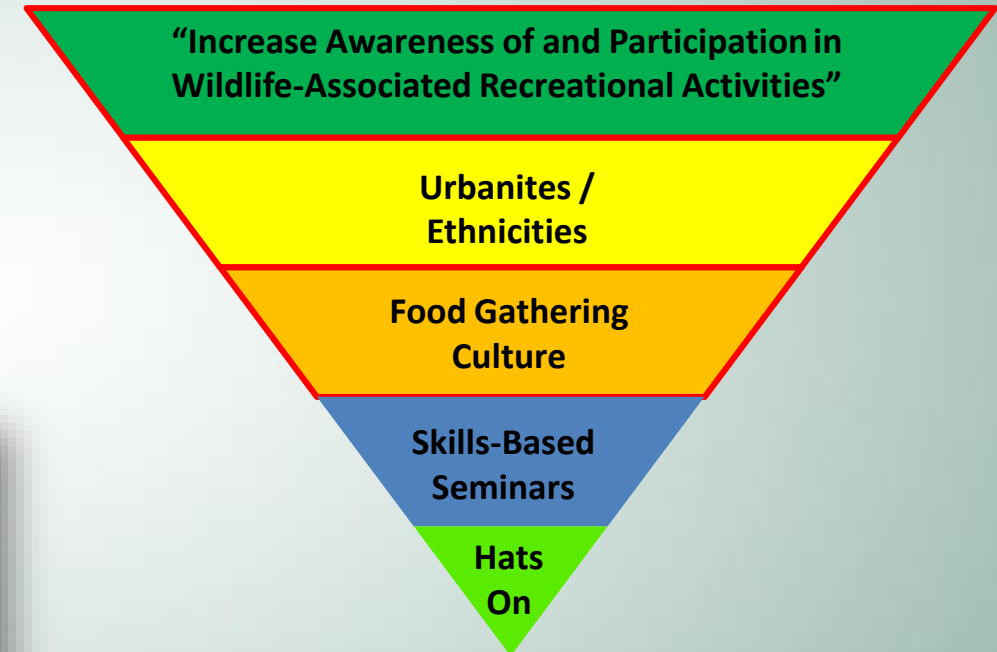 “Increase Awareness of and Participation in
Wildlife-Associated Recreational Activities”
Urbanites /
Ethnicities
Food Gathering
Culture
Skills-Based
Seminars
Hats
On